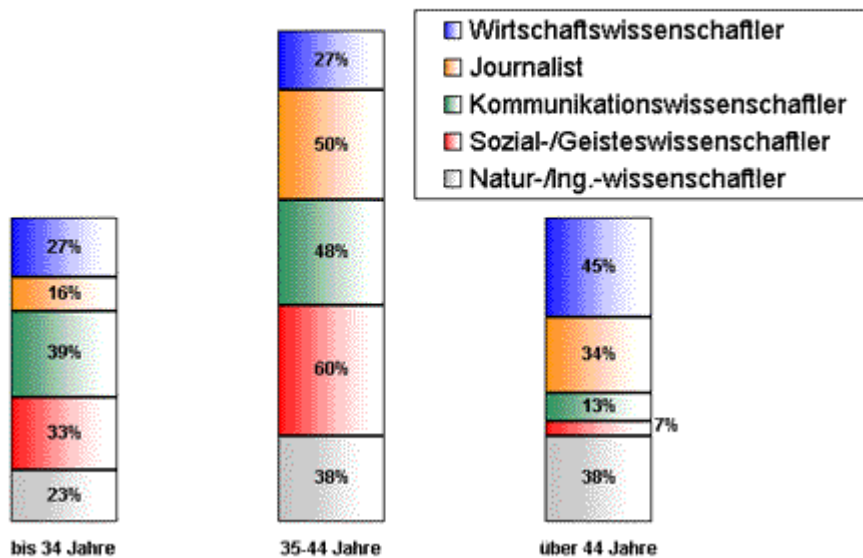 Wirtschaftswissenschaftler
Journalist
Kommunikationswissenschaftler
Sozial-/Geisteswissenschaftler
Natur-/Ing.-wissenschaftler
27%
16%
39%
33%
23%
bis 34 Jahre
27%
50%
48%
60%
38%
35-44 Jahre
45%
34%
13%
7%
38%
über 44 Jahre